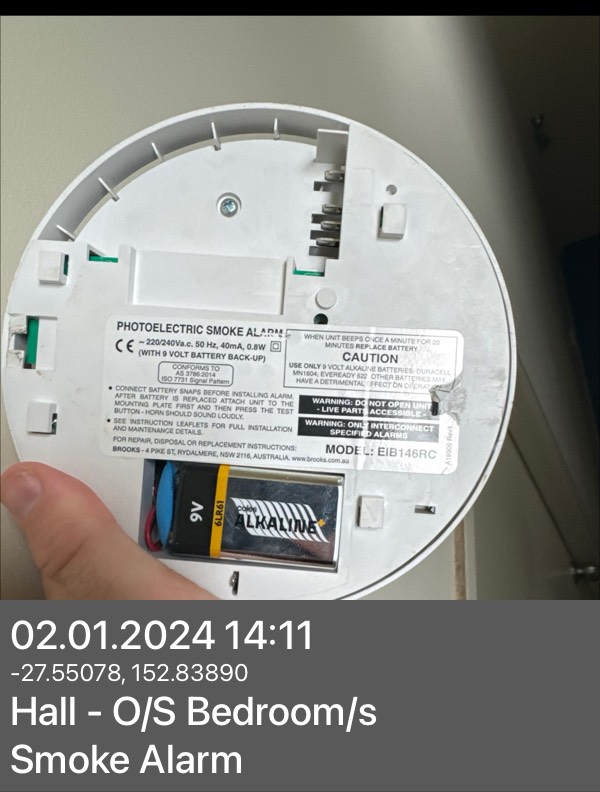 PHOTOELECTRIC SMOKE ALARM
CE ~ 220/240Va.c. 50 Hz, 40mA, 0.8W
(WITH 9 VOLT BATTERY BACK-UP)
CONFORMS TO
AS 3786:2014
ISO 7731 Signal Pattern
• CONNECT BATTERY SNAPS BEFORE INSTALLING ALARM.
AFTER BATTERY IS REPLACED ATTACH UNIT TO THE
MOUNTING PLATE FIRST AND THEN PRESS THE TEST
BUTTON - HORN SHOULD SOUND LOUDLY.
• SEE INSTRUCTION LEAFLETS FOR FULL INSTALLATION
AND MAINTENANCE DETAILS.
FOR REPAIR, DISPOSAL OR REPLACEMENT INSTRUCTIONS:
BROOKS - 4 PIKE ST, RYDALMERE, NSW 2116, AUSTRALIA. www.brooks.com.au
WHEN UNIT BEEPS ONCE A MINUTE FOR 20
MINUTES REPLACE BATTERY
CAUTION
USE ONLY 9 VOLT ALKALINE BATTERIES: DURACELL
MN1604; EVEREADY 522 OTHER BATTERIES MAY
HAVE A DETRIMENTAL EFFECT ON
WARNING: DO NOT OPEN UNIT
- LIVE PARTS ACCESSIBLE -
WARNING: ONLY INTERCONNECT
SPECIFIED ALARMS
MODEL: EIB146RC
9V
6LR61
coles
ALKALINE
02.01.2024 14:11
-27.55078, 152.83890
Hall - O/S Bedroom/s
Smoke Alarm